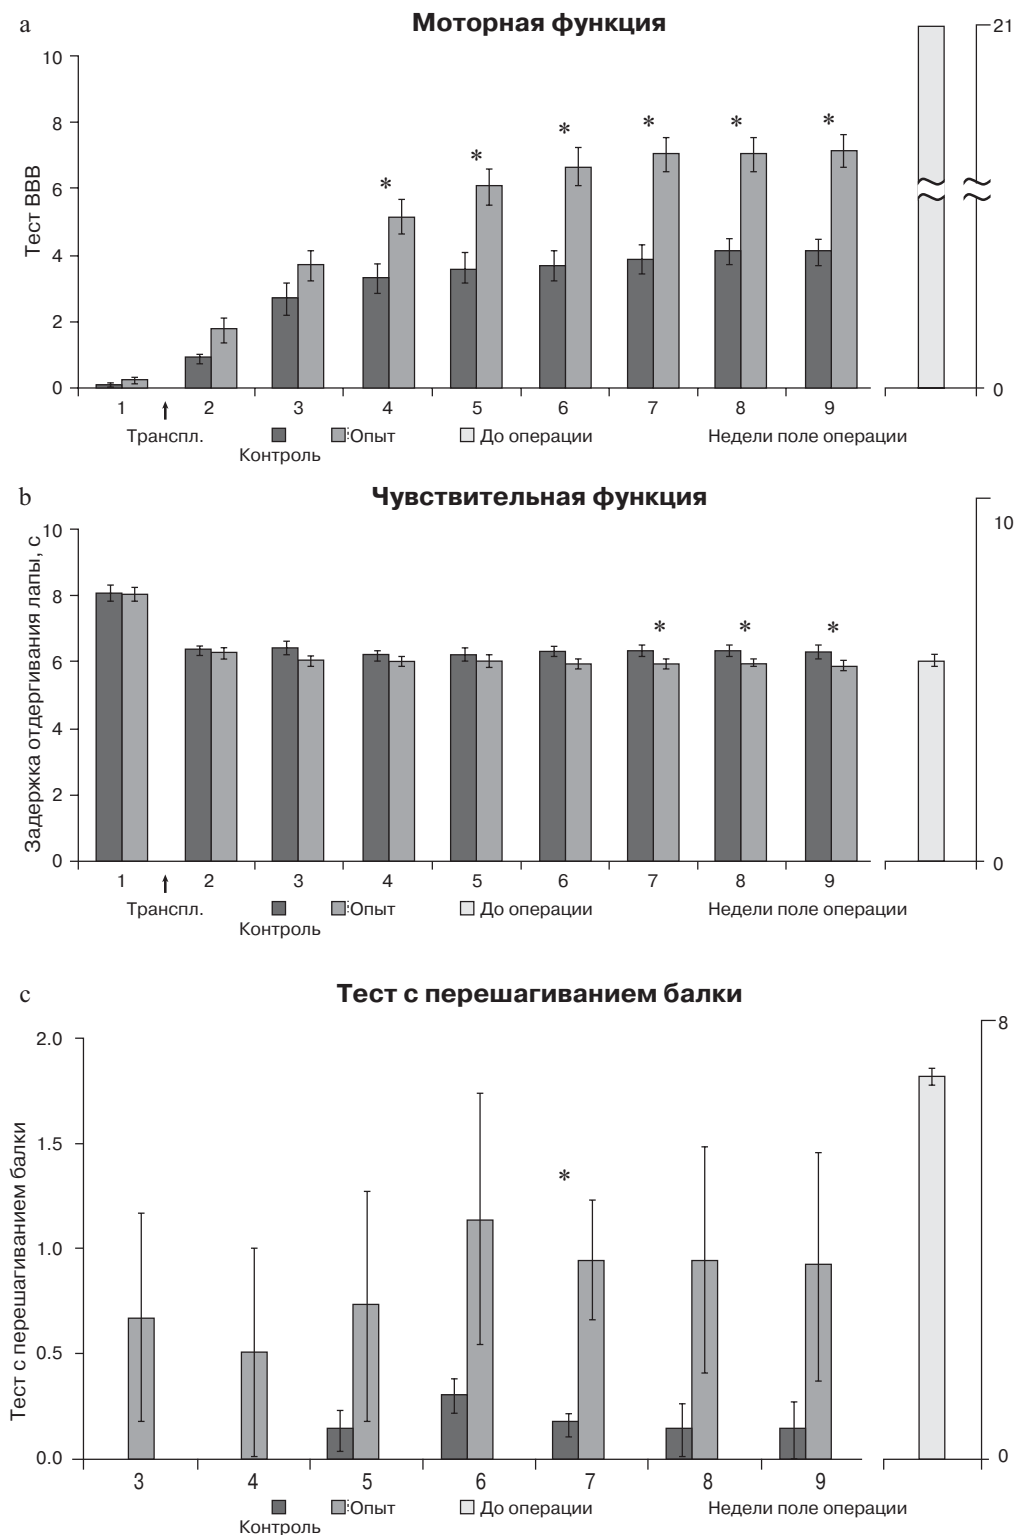 a
Моторная функция
21
10
8
6
4
2
0
Тест BBB
* * * * * *
0
1 2 3 4 5 6 7 8 9
Транспл.
Контроль
Опыт
До операции
Недели поле операции
b
Чувствительная функция
10
10
8
6
4
2
0
Задержка отдергивания лапы, с
* * *
0
1 2 3 4 5 6 7 8 9
Транспл.
Контроль
Опыт
До операции
Недели поле операции
c
Тест с перешагиванием балки
8
2.0
1.5
1.0
0.5
0.0
Тест с перешагиванием балки
*
0
3 4 5 6 7 8 9
Контроль
Опыт
До операции
Недели поле операции